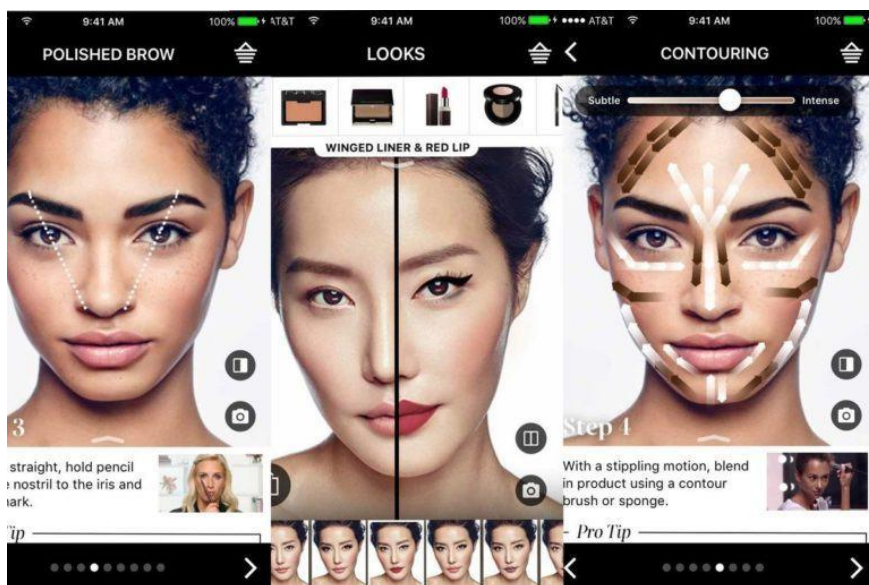 9:41 AM
100%
POLISHED BROW
3
straight, hold pencil
nostril to the iris and
AT&T
9:41 AM
100%
LOOKS
WINGED LINER & RED LIP
AT&T
9:41 AM
100%
CONTOURING
Subtle
Intense
Step 4
With a stippling motion, blend
in product using a contour
brush or sponge.
Pro Tip